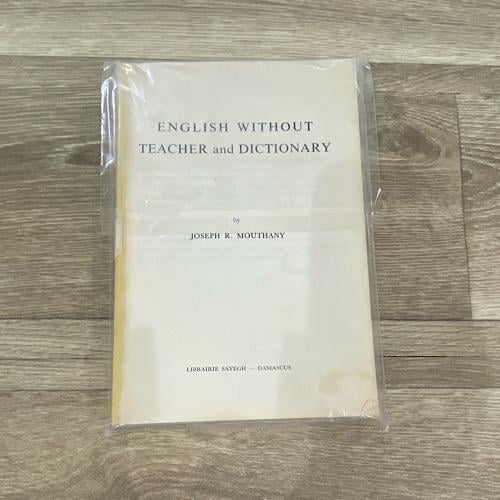 ENGLISH WITHOUT
TEACHER and DICTIONARY
by
JOSEPH R. MOUTHANY
LIBRAIRIE SAYEGH — DAMASCUS